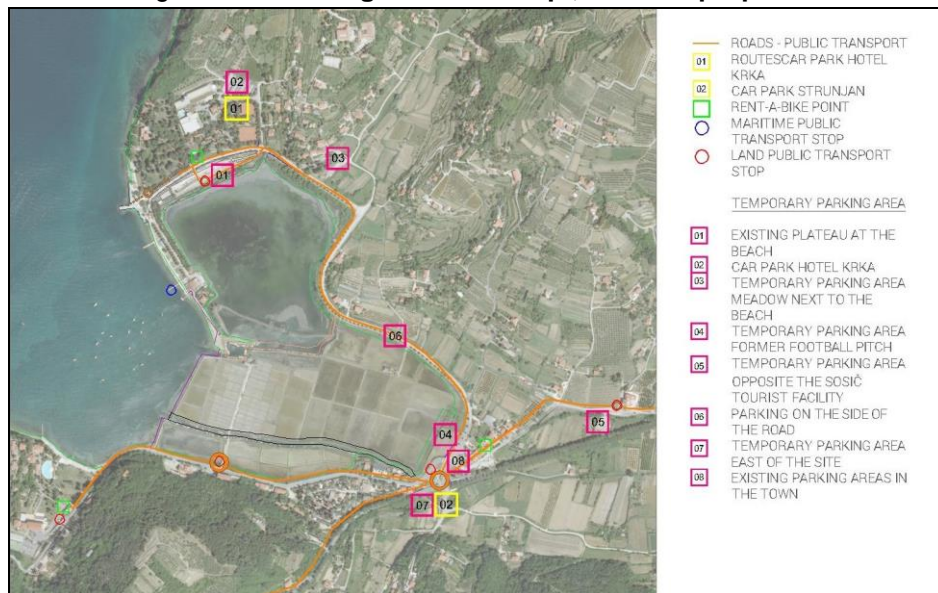 02
01
03
01
06
04
05
08
07
02
ROADS - PUBLIC TRANSPORT
01 ROUTESCAR PARK HOTEL
KRKA
02 CAR PARK STRUNJAN
RENT-A-BIKE POINT
MARITIME PUBLIC
TRANSPORT STOP
LAND PUBLIC TRANSPORT
STOP
TEMPORARY PARKING AREA
01 EXISTING PLATEAU AT THE
BEACH
02 CAR PARK HOTEL KRKA
03 TEMPORARY PARKING AREA
MEADOW NEXT TO THE
BEACH
04 TEMPORARY PARKING AREA
FORMER FOOTBALL PITCH
05 TEMPORARY PARKING AREA
OPPOSITE THE SOSIČ
TOURIST FACILITY
06 PARKING ON THE SIDE OF
THE ROAD
07 TEMPORARY PARKING AREA
EAST OF THE SITE
08 EXISTING PARKING AREAS IN
THE TOWN